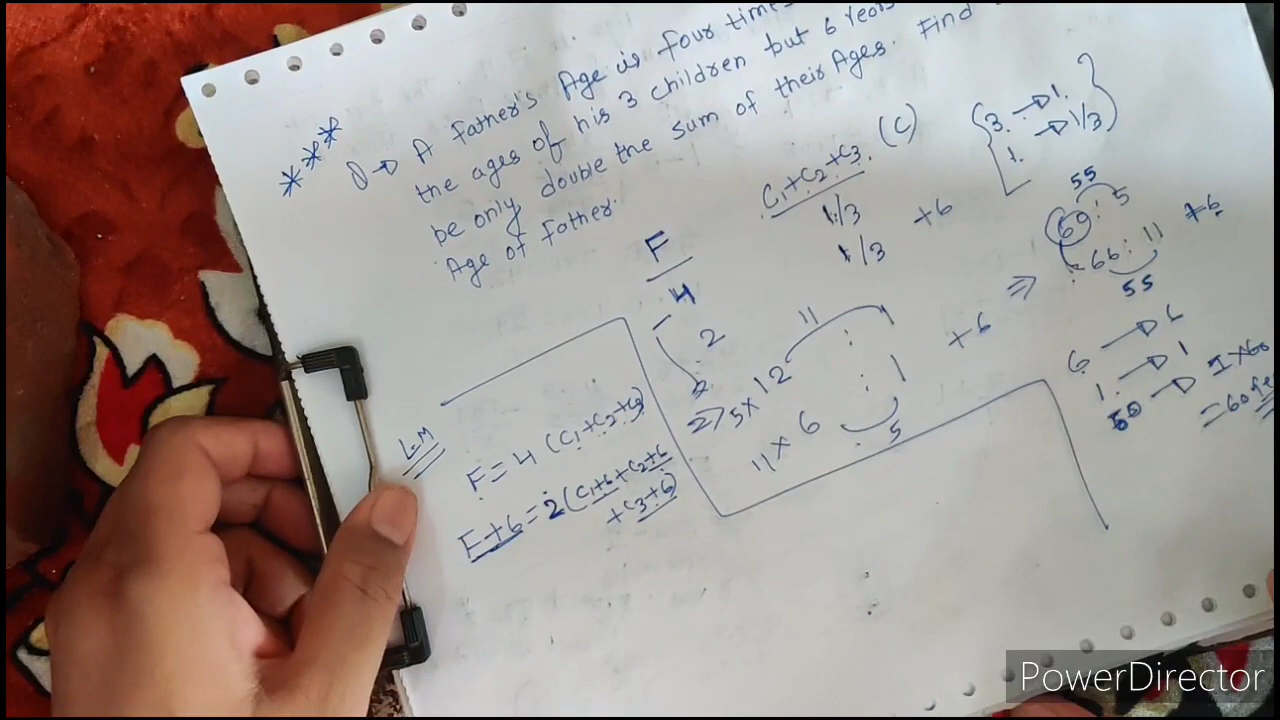 ***
Q→ A Father's Age is four times
the ages of his 3 children but 6 Years
be only double the sum of their Ages. Find
Age of Father.
F
4
2
C1+C2+C3. (C)
1/3
1/3 +6
{3. → 1.
1. → 1/3}
55
60 : 5
66 : 11 +6
55
⇒
11
5×12 : 1 +6
11×6 : 1
5
6 → 6
1. → 1
60 → 1×60
=60 Ye
L.M
F = 4 (C1+C2+C3)
F+6 = 2 (C1+6+C2+6
+C3+6)
PowerDirector